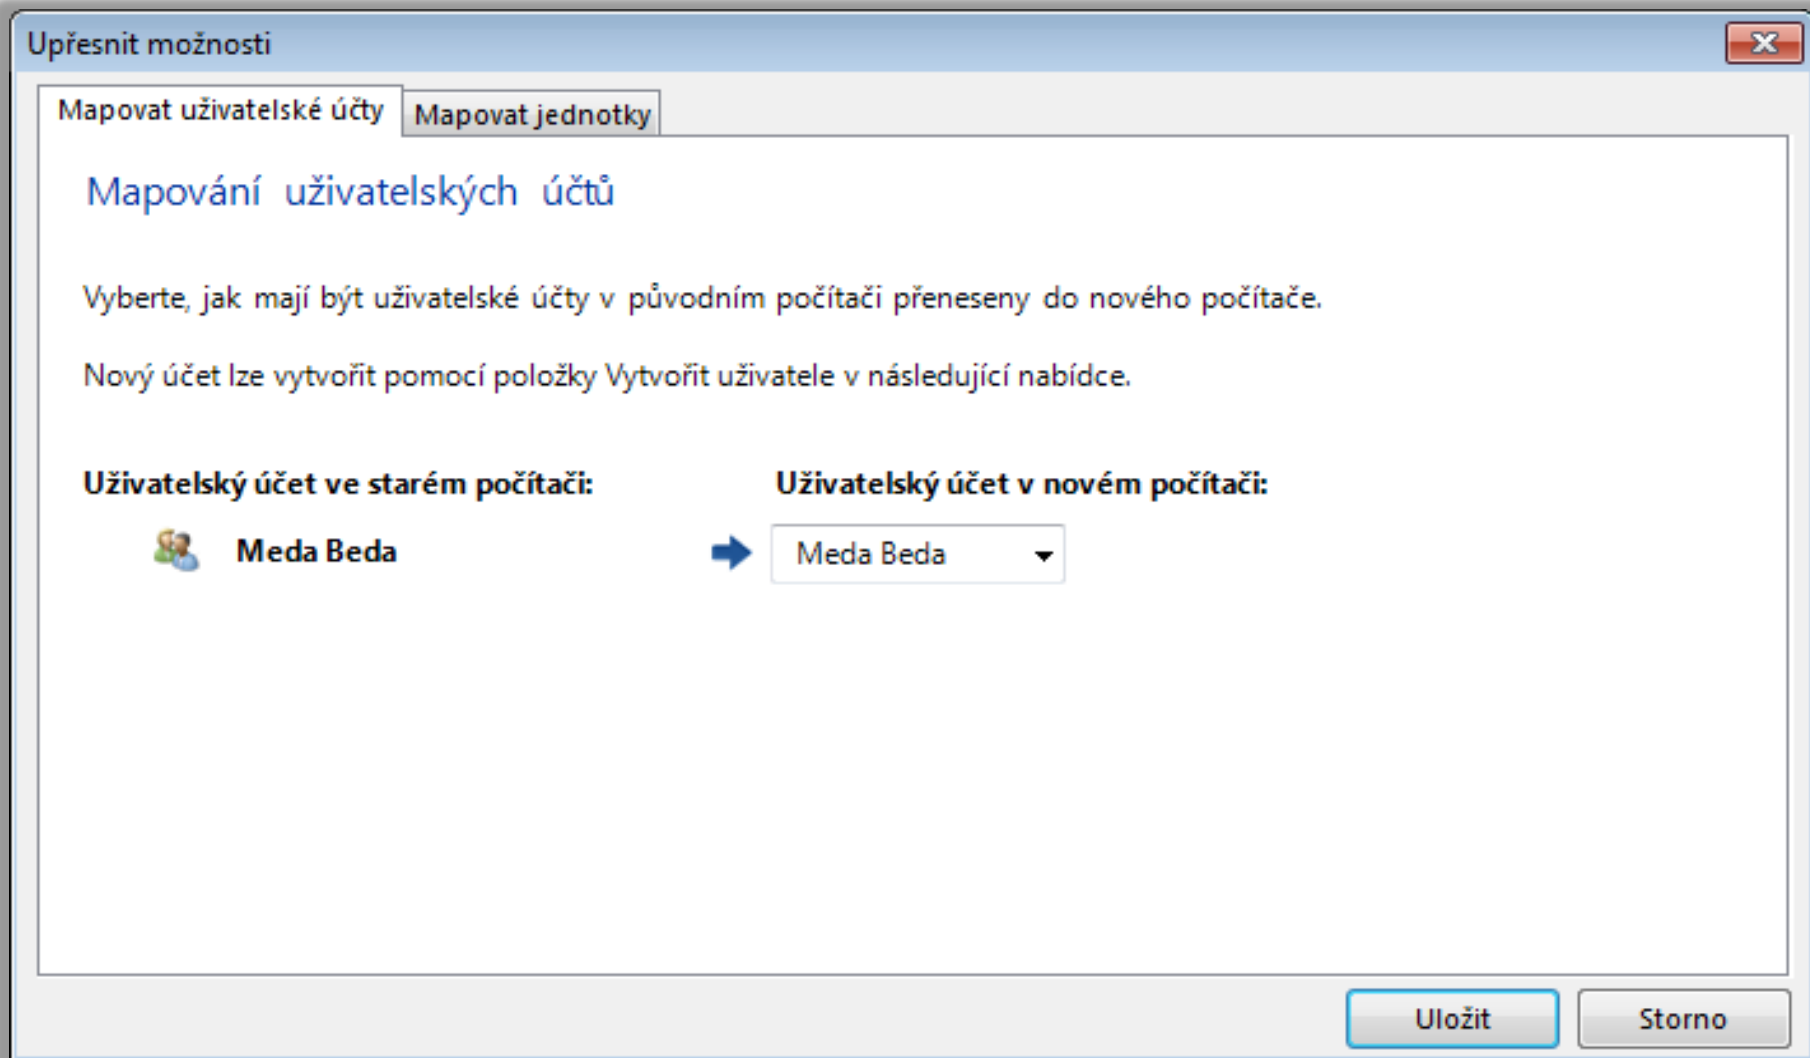 Upřesnit možnosti
Mapovat uživatelské účty
Mapovat jednotky
Mapování uživatelských účtů
Vyberte, jak mají být uživatelské účty v původním počítači přeneseny do nového počítače.
Nový účet lze vytvořit pomocí položky Vytvořit uživatele v následující nabídce.
Uživatelský účet ve starém počítači:
Uživatelský účet v novém počítači:
Meda Beda
Meda Beda
Uložit
Storno